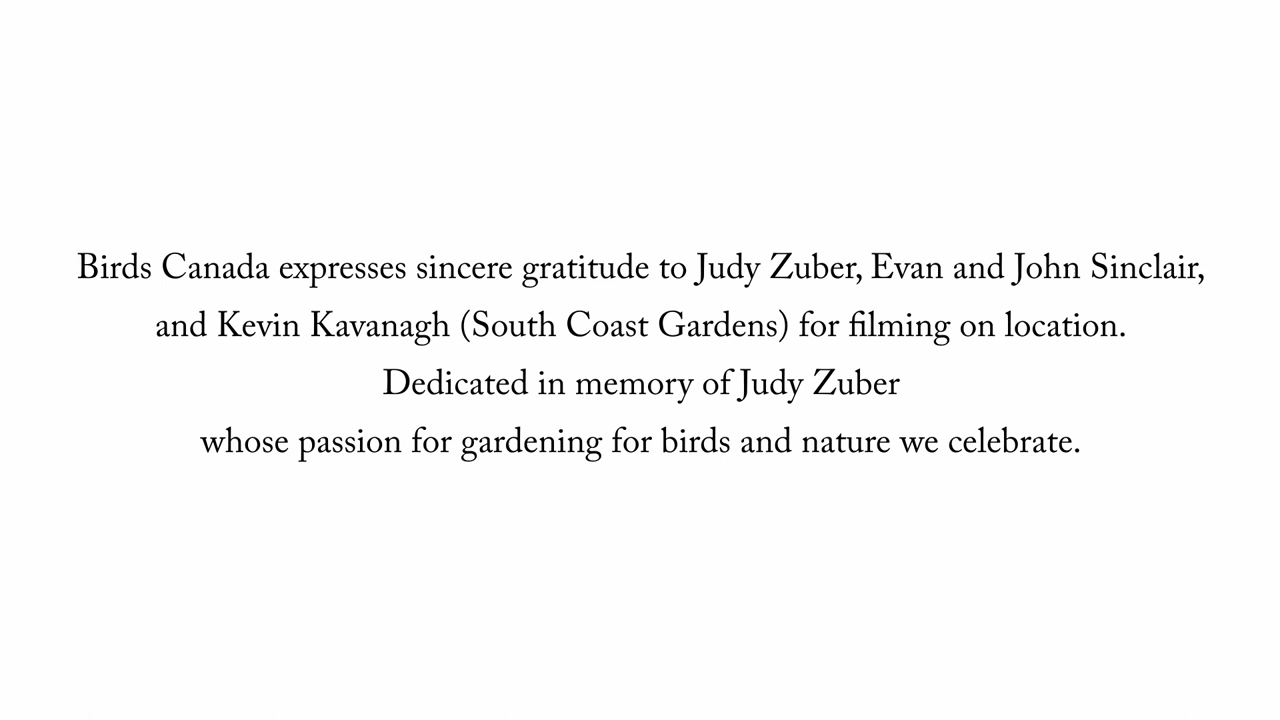 Birds Canada expresses sincere gratitude to Judy Zuber, Evan and John Sinclair,
and Kevin Kavanagh (South Coast Gardens) for filming on location.
Dedicated in memory of Judy Zuber
whose passion for gardening for birds and nature we celebrate.